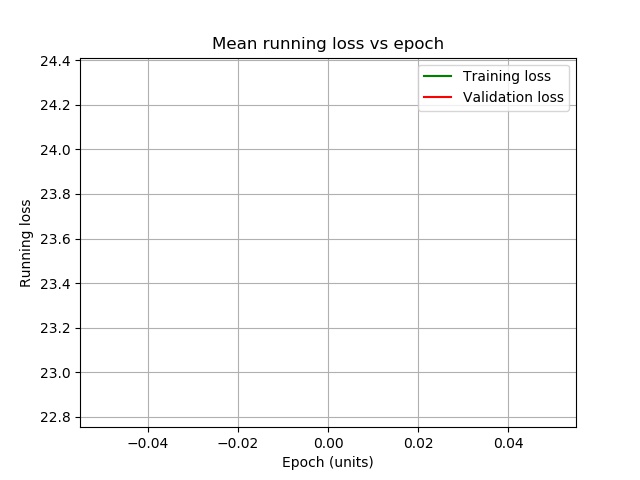 Mean running loss vs epoch
Training loss
Validation loss
24.4
24.2
24.0
23.8
23.6
23.4
23.2
23.0
22.8
Running loss
−0.04
−0.02
0.00
0.02
0.04
Epoch (units)